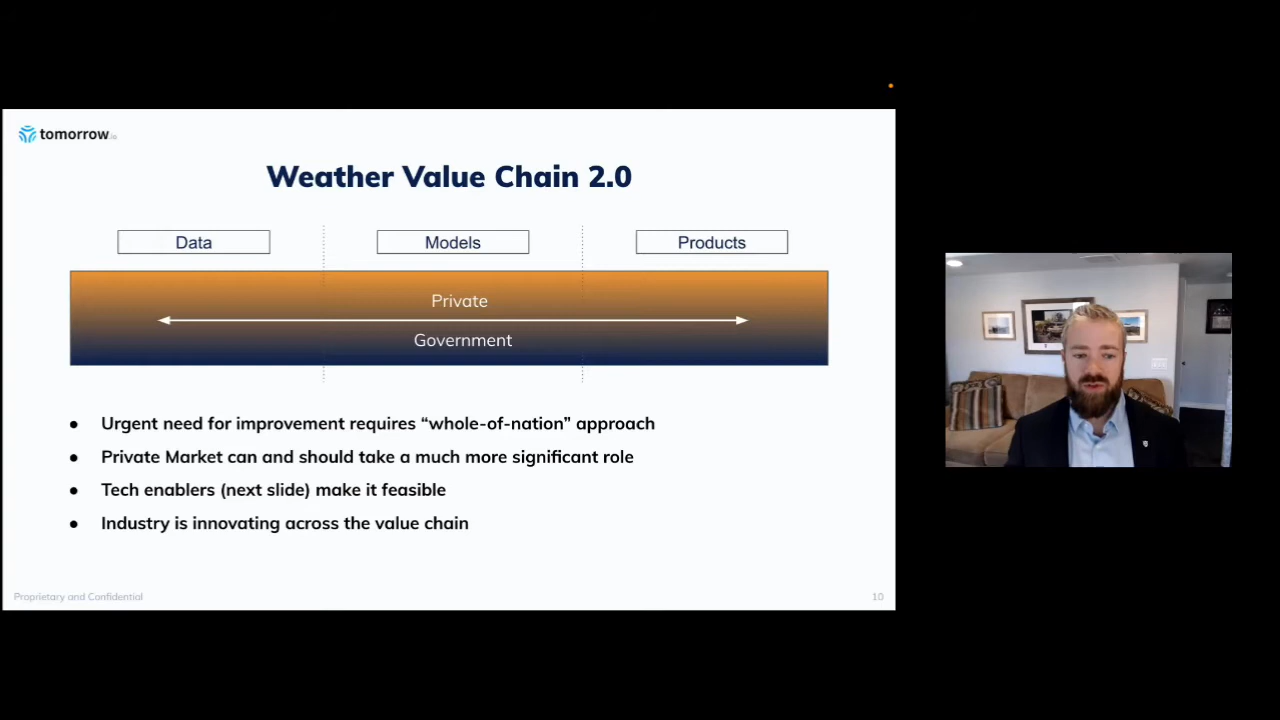 tomorrow.io
Weather Value Chain 2.0
Data
Models
Products
Private
Government
● Urgent need for improvement requires “whole-of-nation” approach
● Private Market can and should take a much more significant role
● Tech enablers (next slide) make it feasible
● Industry is innovating across the value chain
Proprietary and Confidential
10